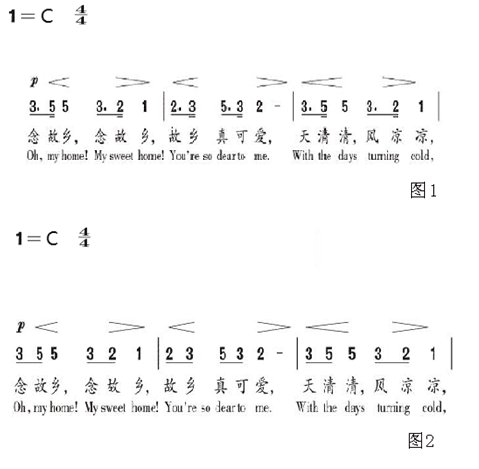 1=C 4/4
p
3. 5 5 3. 2 1 | 2. 3 5. 3 2 - | 3. 5 5 3. 2 1 |
念故乡, 念故乡, 故乡真可爱, 天清清, 风凉凉,
Oh, my home! My sweet home! You're so dear to me. With the days turning cold,
图1
1=C 4/4
p
3 5 5 3 2 1 | 2 3 5 3 2 - | 3 5 5 3 2 1 |
念故乡, 念故乡, 故乡真可爱, 天清清, 风凉凉,
Oh, my home! My sweet home! You're so dear to me. With the days turning cold,
图2